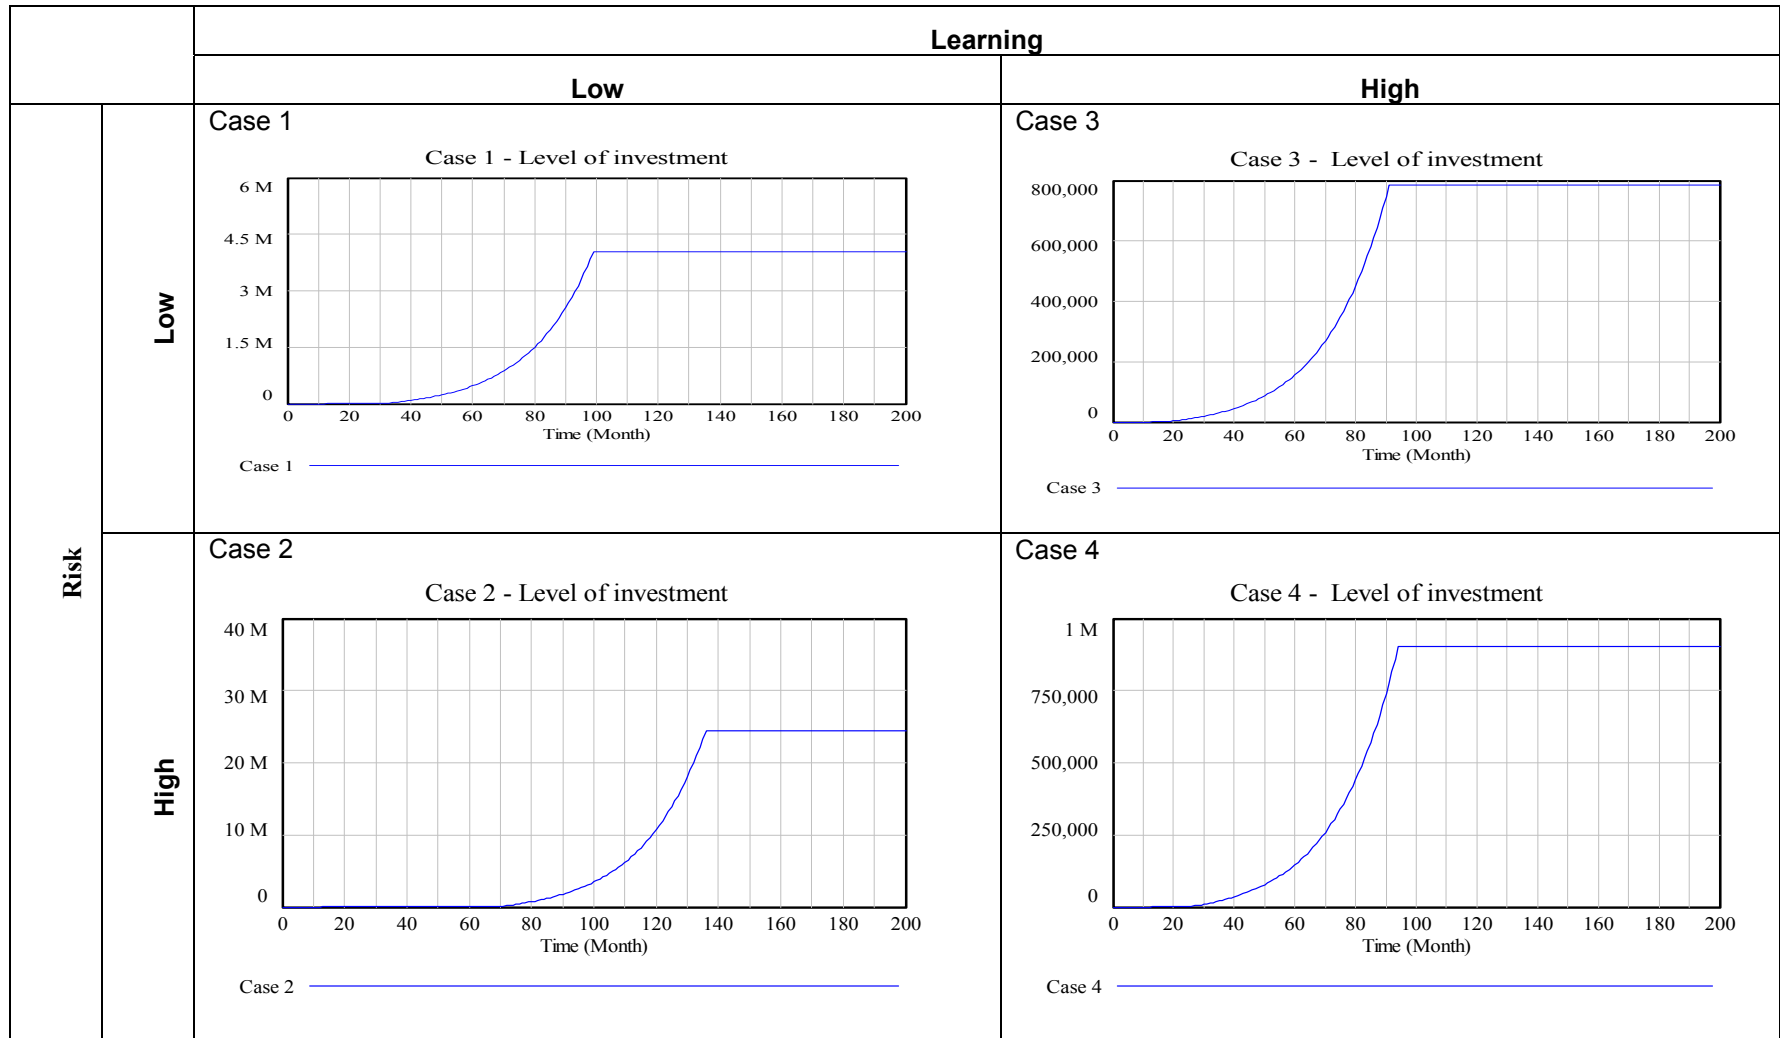 Learning
Low
High
Risk
Low
Case 1
Case 1 - Level of investment
6 M
4.5 M
3 M
1.5 M
0
0 20 40 60 80 100 120 140 160 180 200
Time (Month)
Case 1
Case 3
Case 3 - Level of investment
800,000
600,000
400,000
200,000
0
0 20 40 60 80 100 120 140 160 180 200
Time (Month)
Case 3
High
Case 2
Case 2 - Level of investment
40 M
30 M
20 M
10 M
0
0 20 40 60 80 100 120 140 160 180 200
Time (Month)
Case 2
Case 4
Case 4 - Level of investment
1 M
750,000
500,000
250,000
0
0 20 40 60 80 100 120 140 160 180 200
Time (Month)
Case 4